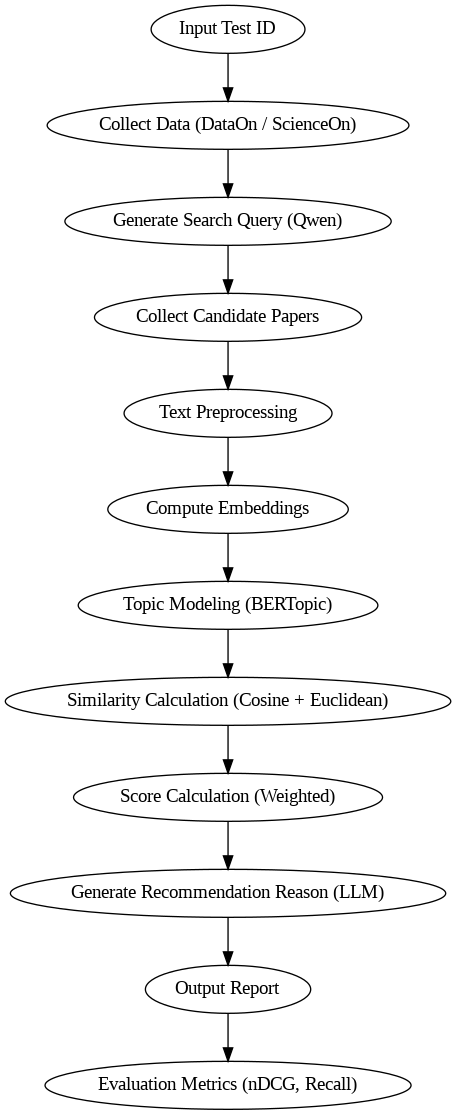 Input Test ID
Collect Data (DataOn / ScienceOn)
Generate Search Query (Qwen)
Collect Candidate Papers
Text Preprocessing
Compute Embeddings
Topic Modeling (BERTopic)
Similarity Calculation (Cosine + Euclidean)
Score Calculation (Weighted)
Generate Recommendation Reason (LLM)
Output Report
Evaluation Metrics (nDCG, Recall)